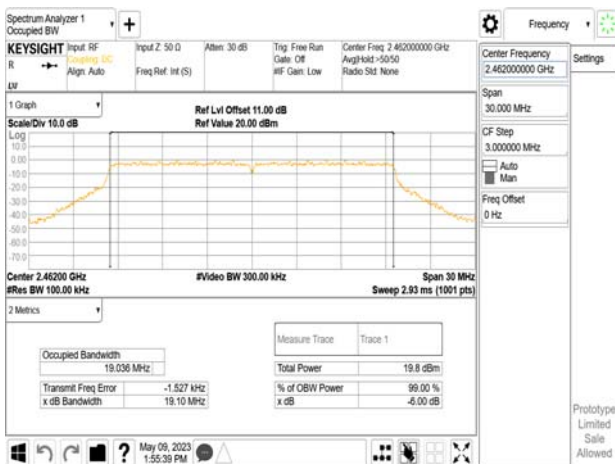 Spectrum Analyzer 1
Occupied BW
+
Frequency
KEYSIGHT
Input: RF
Coupling: DC
Align: Auto
Input Z: 50 Ω
Freq Ref: Int (S)
Atten: 30 dB
Trig: Free Run
Gate: Off
#IF Gain: Low
Center Freq: 2.462000000 GHz
Avg|Hold:>50/50
Radio Std: None
R
LXI
Center Frequency
2.462000000 GHz
Settings
Span
30.000 MHz
CF Step
3.000000 MHz
Auto
Man
Freq Offset
0 Hz
1 Graph
Scale/Div 10.0 dB
Ref Lvl Offset 11.00 dB
Ref Value 20.00 dBm
Log
10.0
0.00
-10.0
-20.0
-30.0
-40.0
-50.0
-60.0
-70.0
Center 2.46200 GHz
#Res BW 100.00 kHz
#Video BW 300.00 kHz
Span 30 MHz
Sweep 2.93 ms (1001 pts)
2 Metrics
Measure Trace Trace 1
Occupied Bandwidth
19.036 MHz
Total Power 19.8 dBm
Transmit Freq Error -1.527 kHz
% of OBW Power 99.00 %
x dB Bandwidth 19.10 MHz
x dB -6.00 dB
Prototype
Limited
Sale
Allowed
?
May 09, 2023
1:55:39 PM